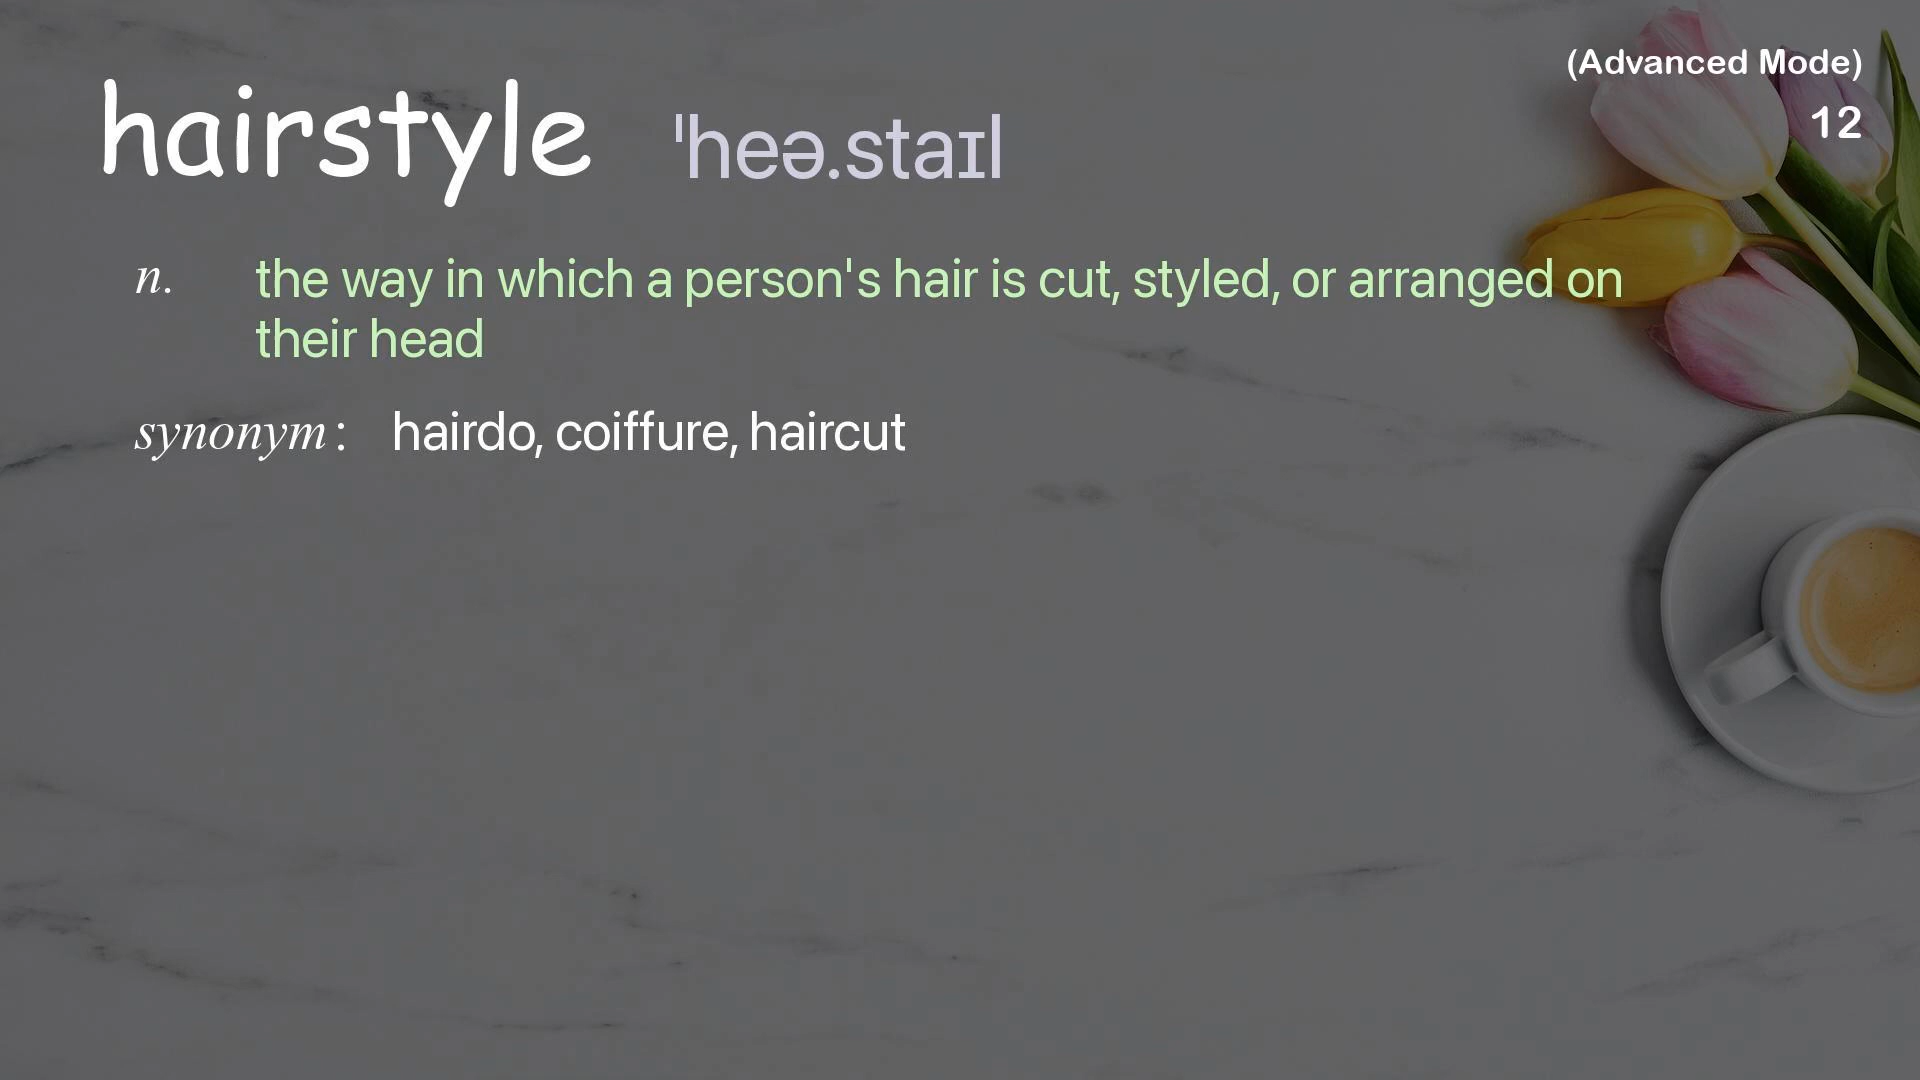 (Advanced Mode)
12
hairstyle ˈheə.staɪl
n. the way in which a person's hair is cut, styled, or arranged on
their head
synonym: hairdo, coiffure, haircut